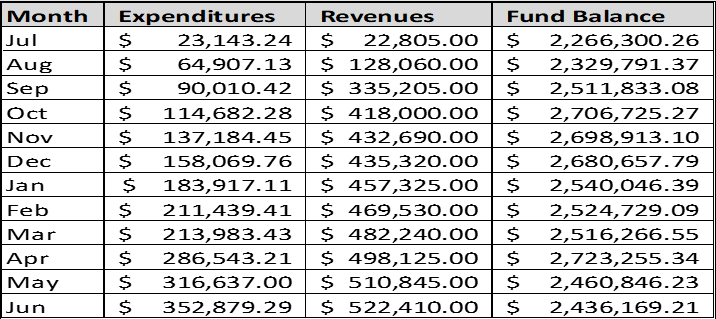 Month Expenditures Revenues Fund Balance
Jul $ 23,143.24 $ 22,805.00 $ 2,266,300.26
Aug $ 64,907.13 $ 128,060.00 $ 2,329,791.37
Sep $ 90,010.42 $ 335,205.00 $ 2,511,833.08
Oct $ 114,682.28 $ 418,000.00 $ 2,706,725.27
Nov $ 137,184.45 $ 432,690.00 $ 2,698,913.10
Dec $ 158,069.76 $ 435,320.00 $ 2,680,657.79
Jan $ 183,917.11 $ 457,325.00 $ 2,540,046.39
Feb $ 211,439.41 $ 469,530.00 $ 2,524,729.09
Mar $ 213,983.43 $ 482,240.00 $ 2,516,266.55
Apr $ 286,543.21 $ 498,125.00 $ 2,723,255.34
May $ 316,637.00 $ 510,845.00 $ 2,460,846.23
Jun $ 352,879.29 $ 522,410.00 $ 2,436,169.21